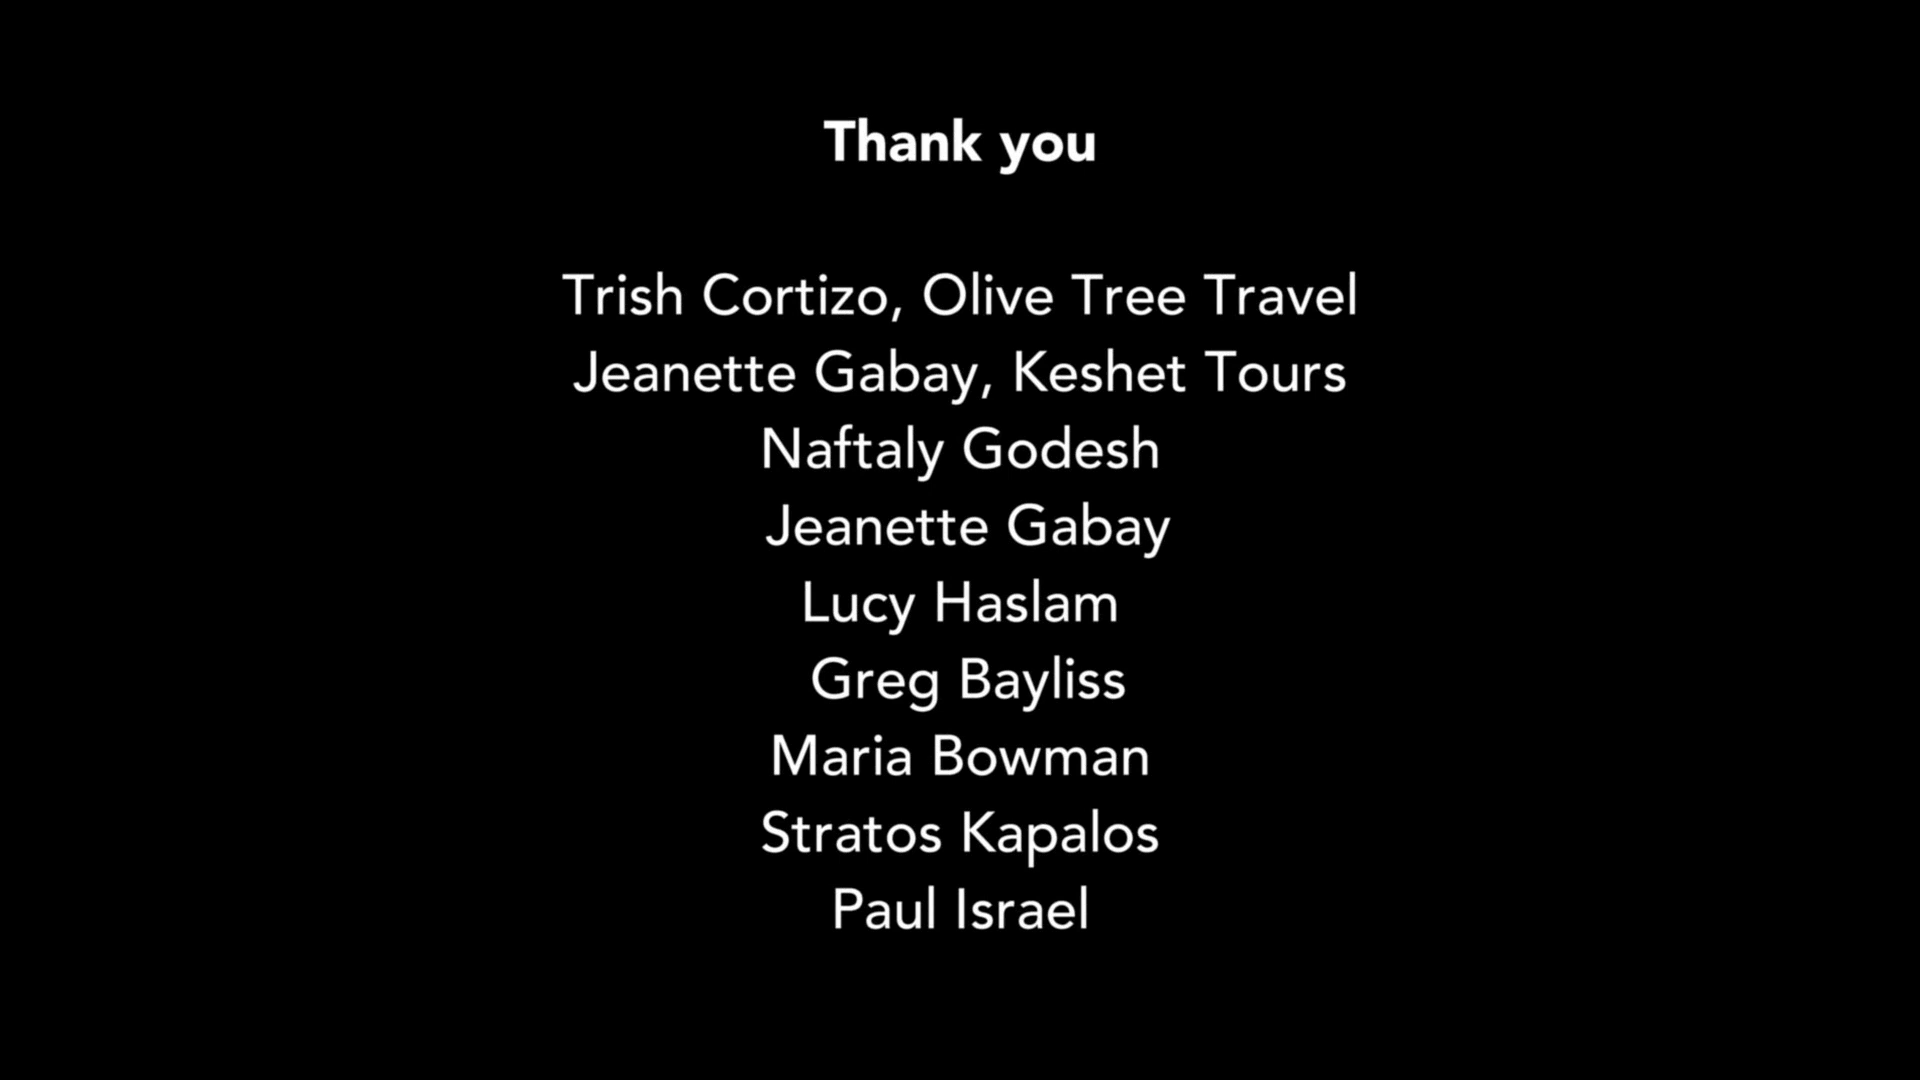 Thank you
Trish Cortizo, Olive Tree Travel
Jeanette Gabay, Keshet Tours
Naftaly Godesh
Jeanette Gabay
Lucy Haslam
Greg Bayliss
Maria Bowman
Stratos Kapalos
Paul Israel